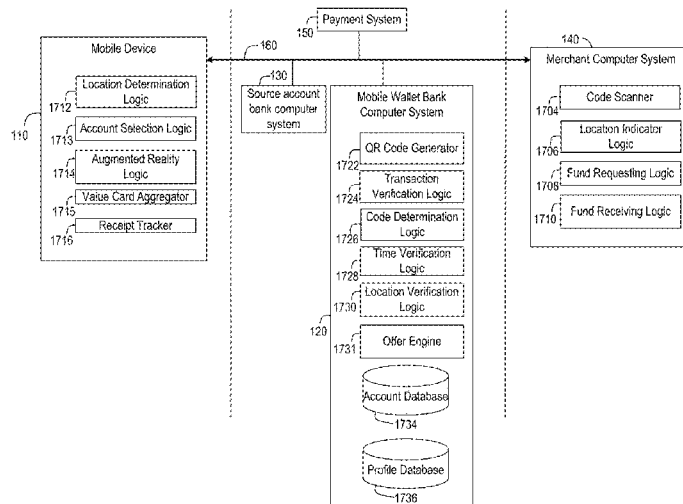 Payment System
150
160
140
Mobile Device
Location Determination
Logic
1712
Account Selection Logic
1713
Augmented Reality
Logic
1714
Value Card Aggregator
1715
Receipt Tracker
1716
110
130
Source account
bank computer
system
Mobile Wallet Bank
Computer System
QR Code Generator
1722
Transaction
Verification Logic
1724
Code Determination
Logic
1726
Time Verification
Logic
1728
Location Verification
Logic
1730
120
Offer Engine
1731
Account Database
1734
Profile Database
1736
Merchant Computer System
Code Scanner
1704
Location Indicator
Logic
1706
Fund Requesting Logic
1708
Fund Receiving Logic
1710